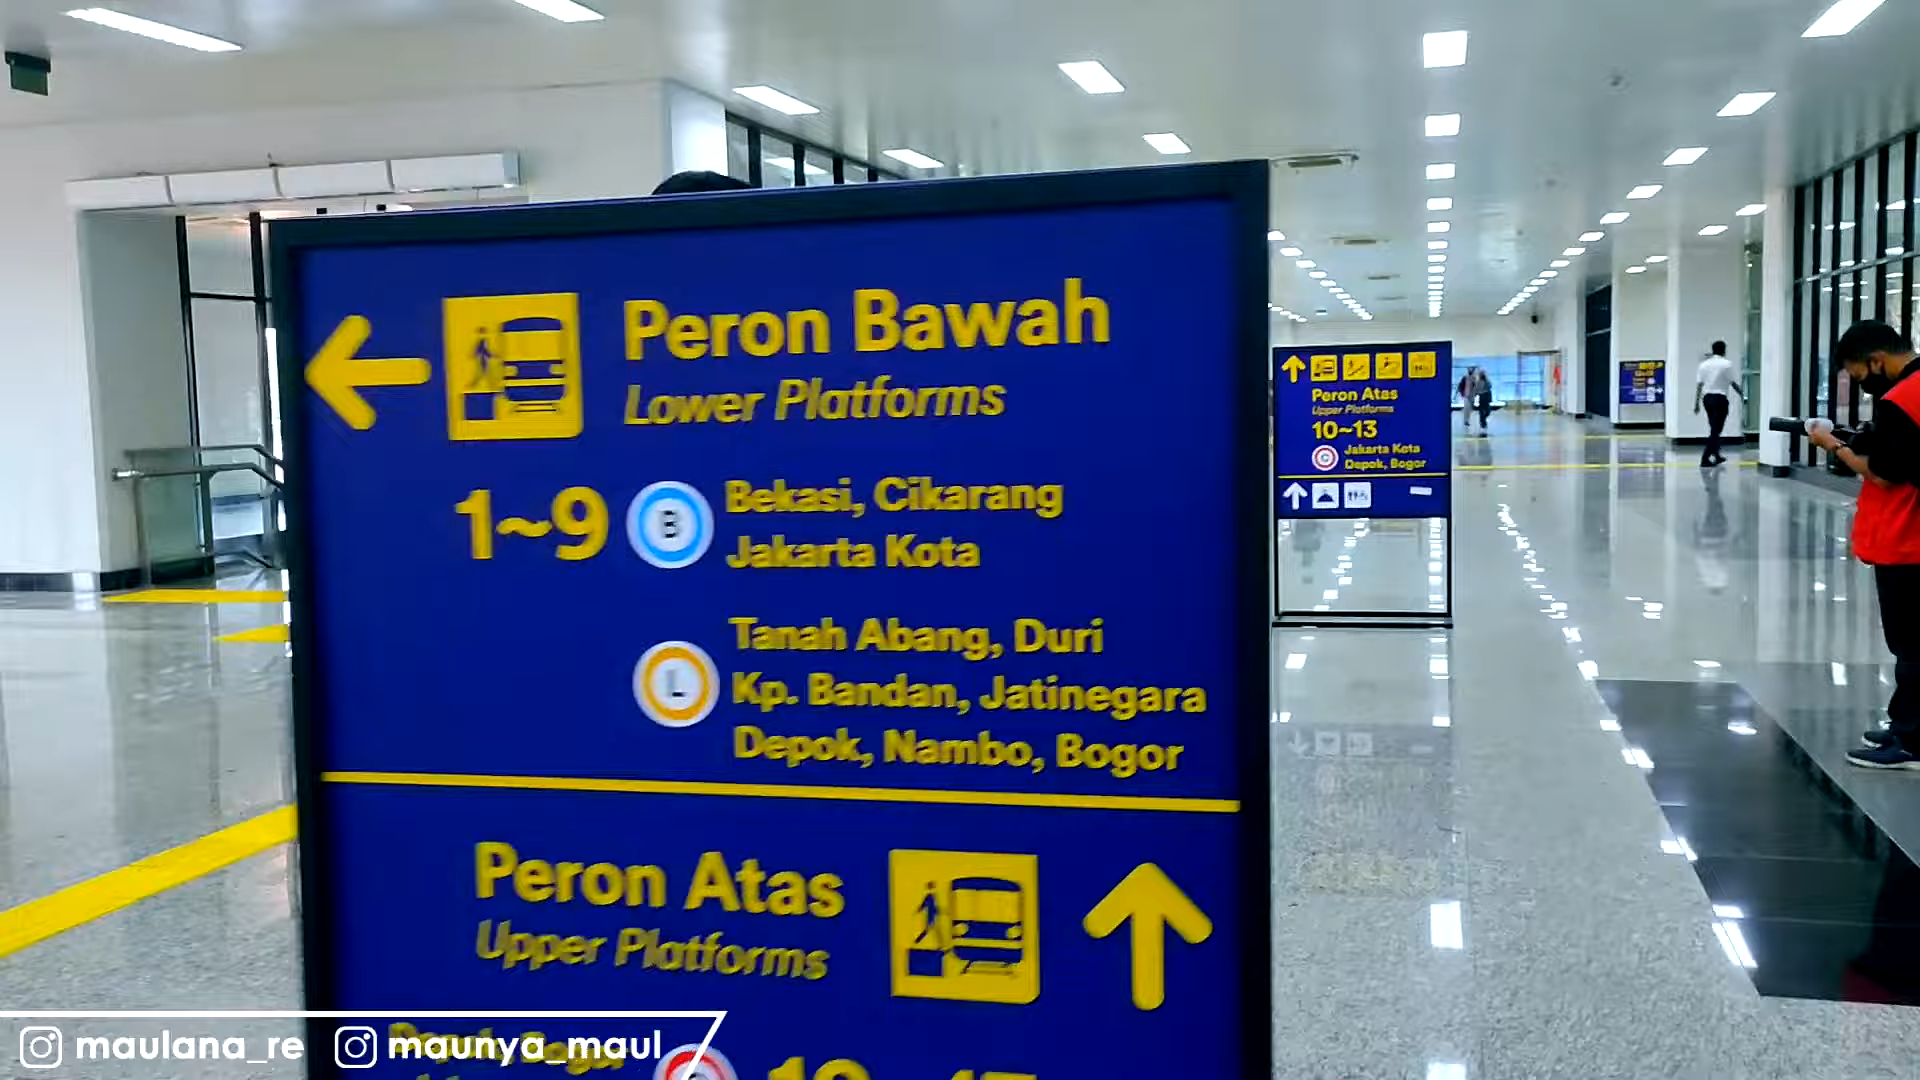 Peron Bawah
Lower Platforms
1~9
B
Bekasi, Cikarang
Jakarta Kota
L
Tanah Abang, Duri
Kp. Bandan, Jatinegara
Depok, Nambo, Bogor
Peron Atas
Upper Platforms
Peron Atas
Upper Platforms
10~13
C
Jakarta Kota
Depok, Bogor
maulana_re
maunya_maul